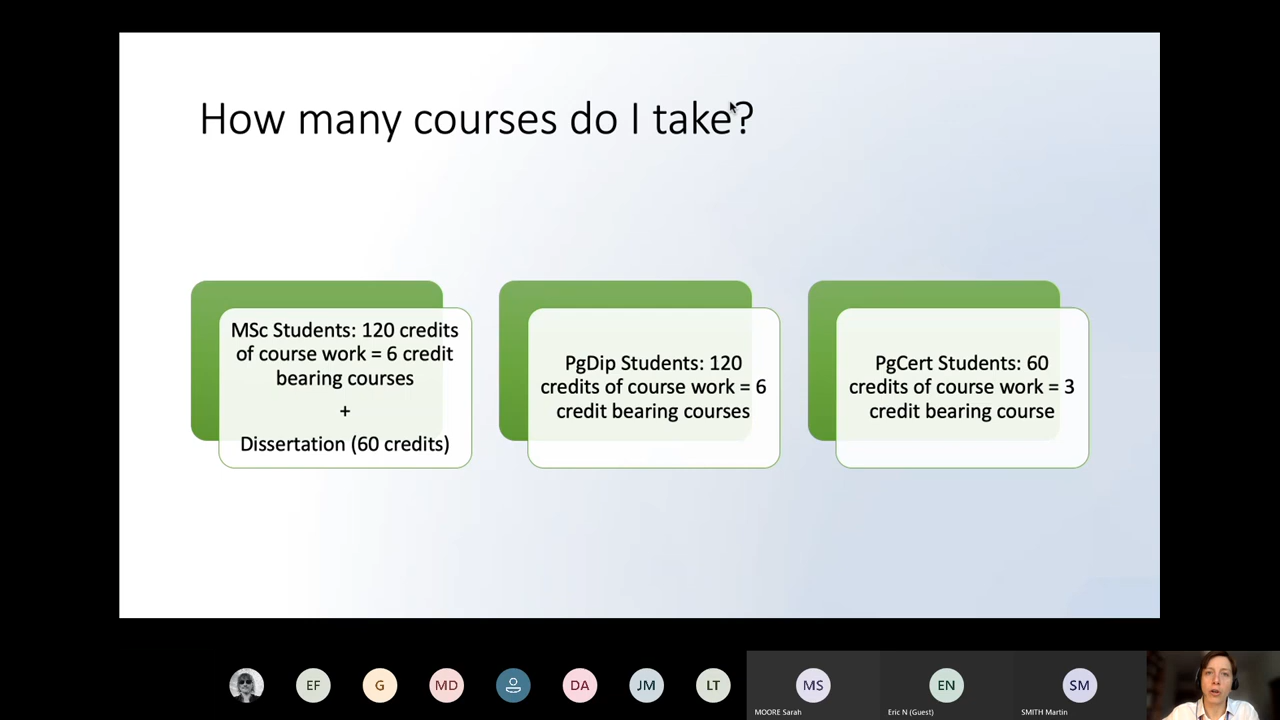 How many courses do I take?
MSc Students: 120 credits
of course work = 6 credit
bearing courses
+
Dissertation (60 credits)
PgDip Students: 120
credits of course work = 6
credit bearing courses
PgCert Students: 60
credits of course work = 3
credit bearing course
EF
G
MD
DA
JM
LT
MS
EN
SM
MOORE Sarah
Eric N (Guest)
SMITH Martin